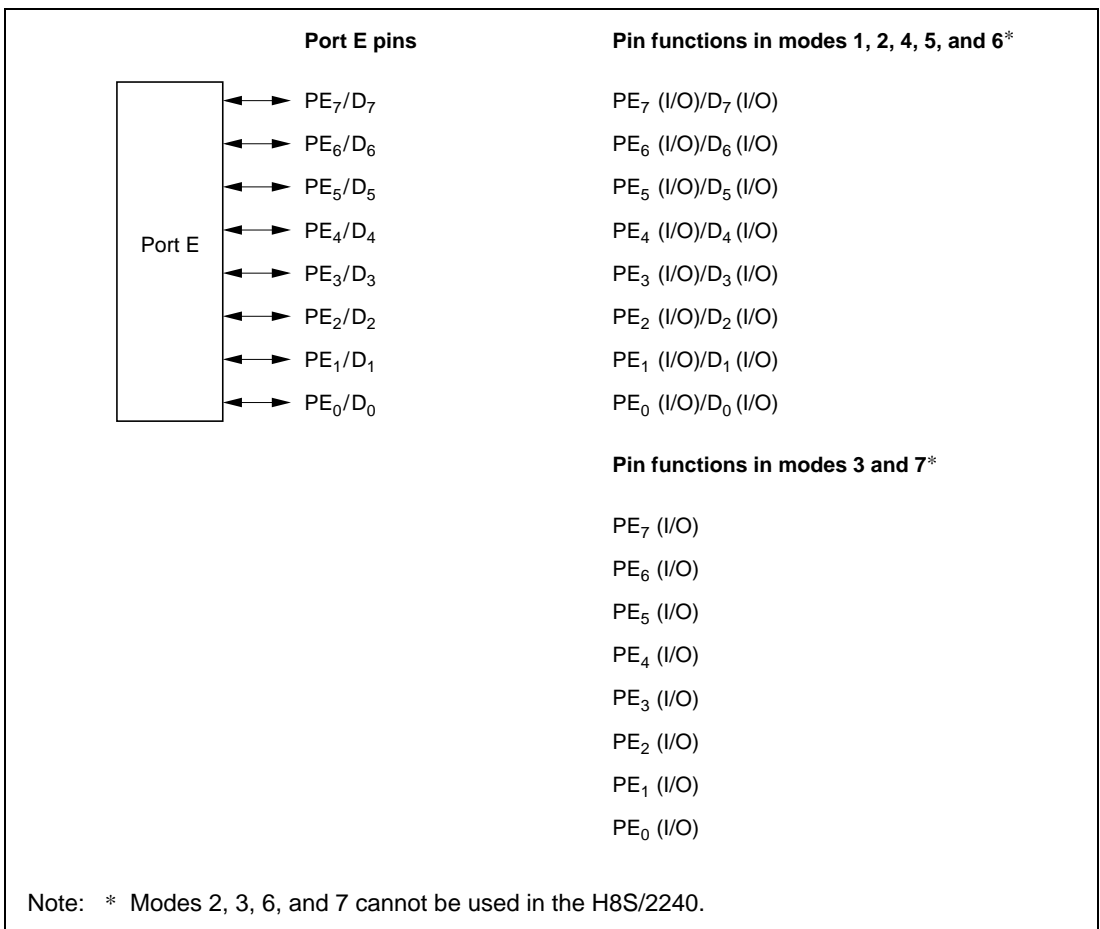 Port E pins Pin functions in modes 1, 2, 4, 5, and 6*
PE₇/D₇ PE₇ (I/O)/D₇ (I/O)
PE₆/D₆ PE₆ (I/O)/D₆ (I/O)
PE₅/D₅ PE₅ (I/O)/D₅ (I/O)
PE₄/D₄ PE₄ (I/O)/D₄ (I/O)
Port E
PE₃/D₃ PE₃ (I/O)/D₃ (I/O)
PE₂/D₂ PE₂ (I/O)/D₂ (I/O)
PE₁/D₁ PE₁ (I/O)/D₁ (I/O)
PE₀/D₀ PE₀ (I/O)/D₀ (I/O)
Pin functions in modes 3 and 7*
PE₇ (I/O)
PE₆ (I/O)
PE₅ (I/O)
PE₄ (I/O)
PE₃ (I/O)
PE₂ (I/O)
PE₁ (I/O)
PE₀ (I/O)
Note: * Modes 2, 3, 6, and 7 cannot be used in the H8S/2240.